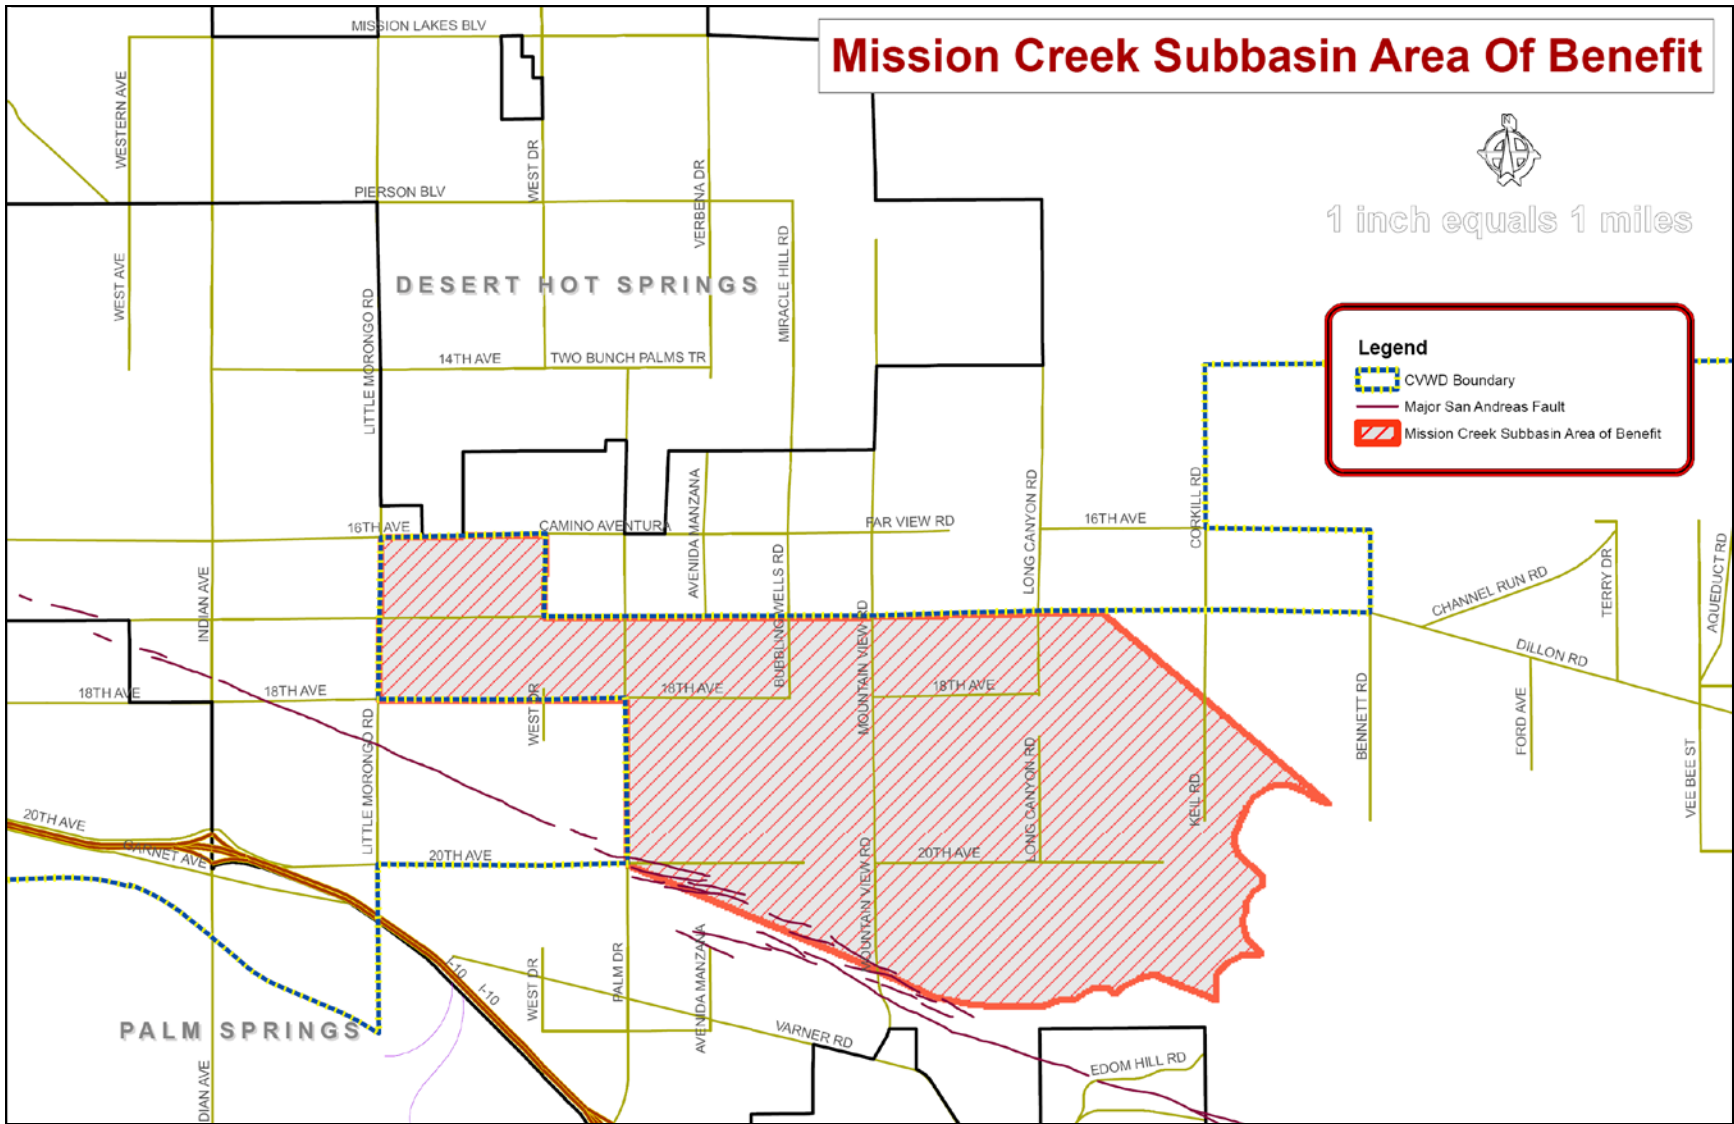 MISSION LAKES BLV
Mission Creek Subbasin Area Of Benefit
WESTERN AVE
WEST DR
VERBENA DR
N
PIERSON BLV
1 inch equals 1 miles
WEST AVE
DESERT HOT SPRINGS
MIRACLE HILL RD
LITTLE MORONGO RD
14TH AVE
TWO BUNCH PALMS TR
Legend
CVWD Boundary
Major San Andreas Fault
Mission Creek Subbasin Area of Benefit
16TH AVE
CAMINO AVENTURA
AVENIDA MANZANA
FAR VIEW RD
LONG CANYON RD
16TH AVE
CORKILL RD
INDIAN AVE
BUBBLING WELLS RD
MOUNTAIN VIEW RD
CHANNEL RUN RD
TERRY DR
AQUEDUCT RD
DILLON RD
18TH AVE
18TH AVE
WEST DR
18TH AVE
18TH AVE
LITTLE MORONGO RD
LONG CANYON RD
KEIL RD
BENNETT RD
FORD AVE
VEE BEE ST
20TH AVE
GARNET AVE
20TH AVE
20TH AVE
MOUNTAIN VIEW RD
I-10
I-10
WEST DR
PALM DR
AVENIDA MANZANA
PALM SPRINGS
VARNER RD
EDOM HILL RD
DIAN AVE